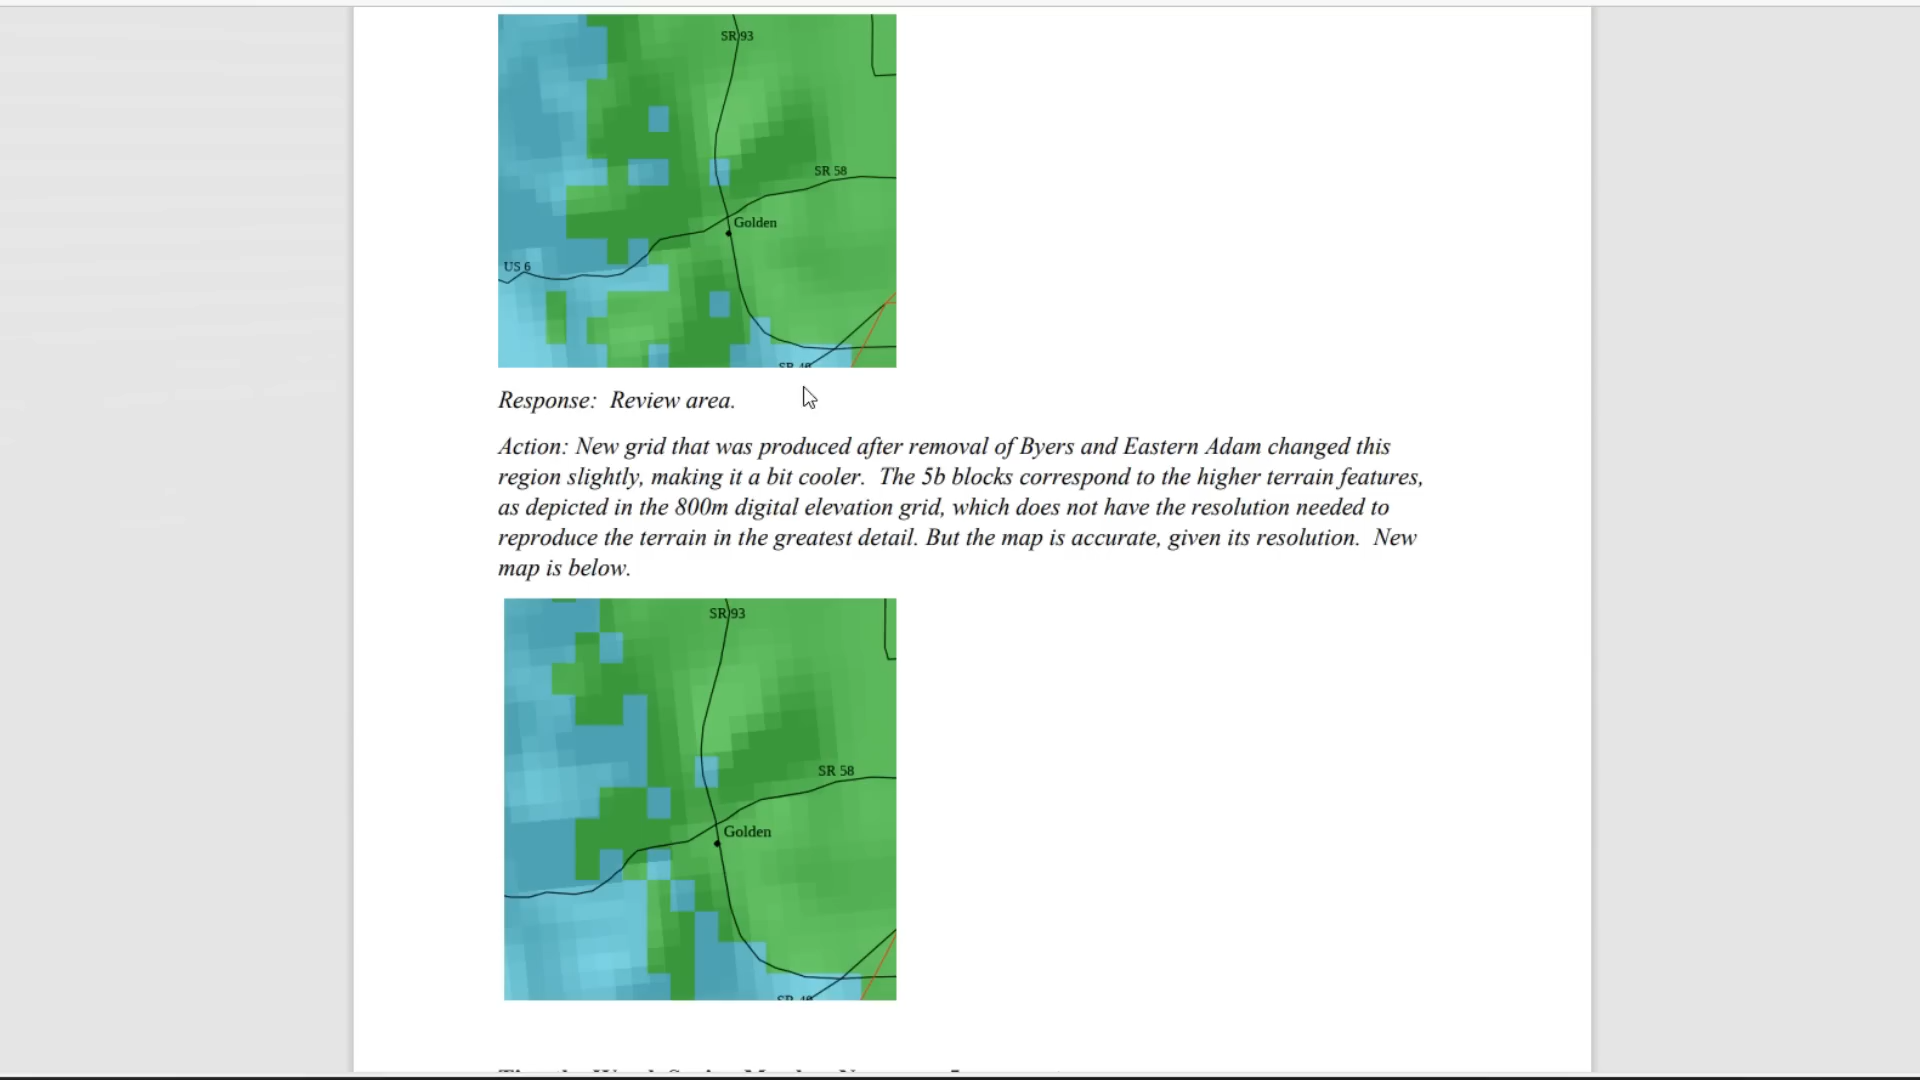 SR 93
SR 58
Golden
US 6
Response:  Review area.
Action: New grid that was produced after removal of Byers and Eastern Adam changed this
region slightly, making it a bit cooler.  The 5b blocks correspond to the higher terrain features,
as depicted in the 800m digital elevation grid, which does not have the resolution needed to
reproduce the terrain in the greatest detail. But the map is accurate, given its resolution.  New
map is below.
SR 93
SR 58
Golden